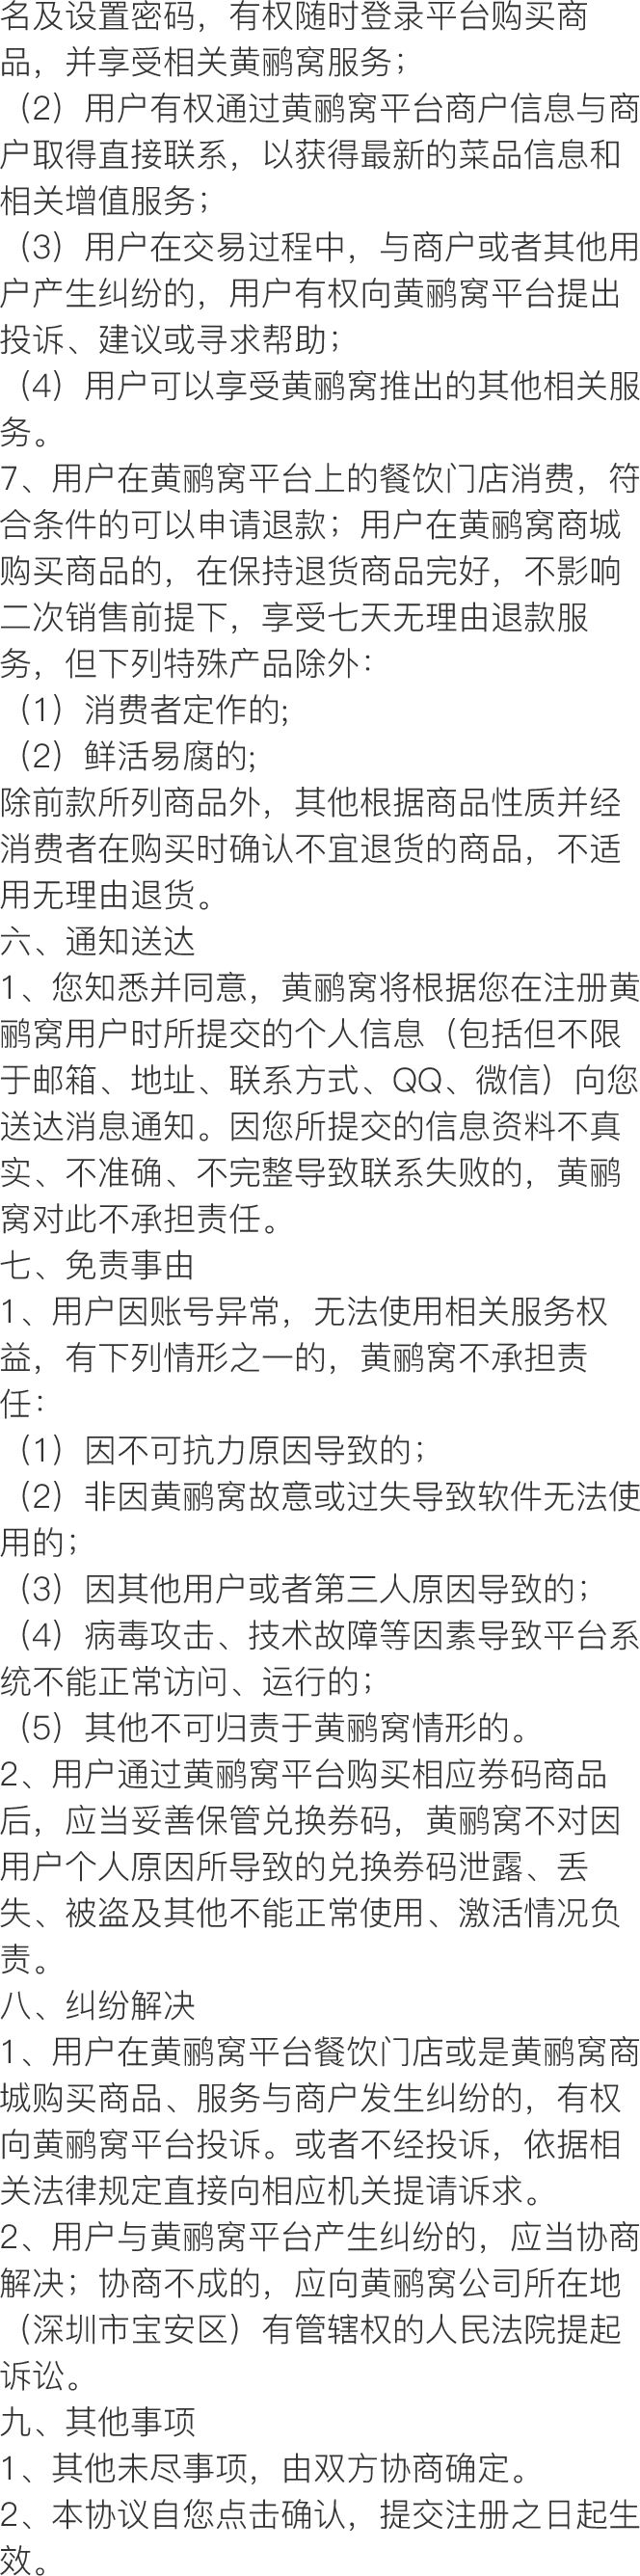 名及设置密码，有权随时登录平台购买商
品，并享受相关黄鹂窝服务；
（2）用户有权通过黄鹂窝平台商户信息与商
户取得直接联系，以获得最新的菜品信息和
相关增值服务；
（3）用户在交易过程中，与商户或者其他用
户产生纠纷的，用户有权向黄鹂窝平台提出
投诉、建议或寻求帮助；
（4）用户可以享受黄鹂窝推出的其他相关服
务。
7、用户在黄鹂窝平台上的餐饮门店消费，符
合条件的可以申请退款；用户在黄鹂窝商城
购买商品的，在保持退货商品完好，不影响
二次销售前提下，享受七天无理由退款服
务，但下列特殊产品除外：
（1）消费者定作的;
（2）鲜活易腐的;
除前款所列商品外，其他根据商品性质并经
消费者在购买时确认不宜退货的商品，不适
用无理由退货。
六、通知送达
1、您知悉并同意，黄鹂窝将根据您在注册黄
鹂窝用户时所提交的个人信息（包括但不限
于邮箱、地址、联系方式、QQ、微信）向您
送达消息通知。因您所提交的信息资料不真
实、不准确、不完整导致联系失败的，黄鹂
窝对此不承担责任。
七、免责事由
1、用户因账号异常，无法使用相关服务权
益，有下列情形之一的，黄鹂窝不承担责
任：
（1）因不可抗力原因导致的；
（2）非因黄鹂窝故意或过失导致软件无法使
用的；
（3）因其他用户或者第三人原因导致的；
（4）病毒攻击、技术故障等因素导致平台系
统不能正常访问、运行的；
（5）其他不可归责于黄鹂窝情形的。
2、用户通过黄鹂窝平台购买相应券码商品
后，应当妥善保管兑换券码，黄鹂窝不对因
用户个人原因所导致的兑换券码泄露、丢
失、被盗及其他不能正常使用、激活情况负
责。
八、纠纷解决
1、用户在黄鹂窝平台餐饮门店或是黄鹂窝商
城购买商品、服务与商户发生纠纷的，有权
向黄鹂窝平台投诉。或者不经投诉，依据相
关法律规定直接向相应机关提请诉求。
2、用户与黄鹂窝平台产生纠纷的，应当协商
解决；协商不成的，应向黄鹂窝公司所在地
（深圳市宝安区）有管辖权的人民法院提起
诉讼。
九、其他事项
1、其他未尽事项，由双方协商确定。
2、本协议自您点击确认，提交注册之日起生
效。